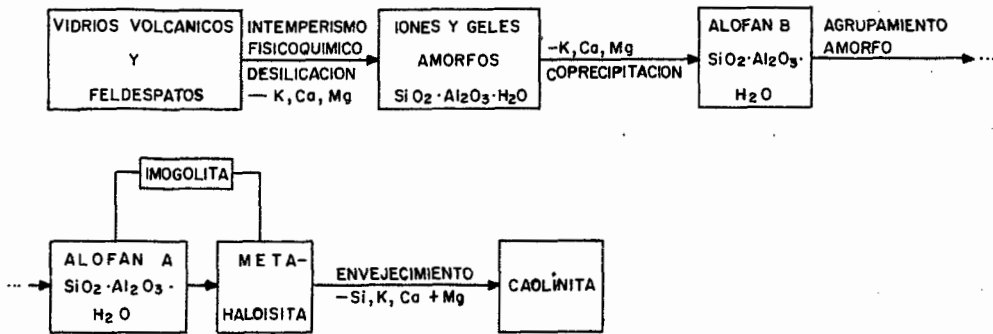 VIDRIOS VOLCANICOS
Y
FELDESPATOS
INTEMPERISMO
FISICOQUIMICO
DESILICACION
— K, Ca, Mg
IONES Y GELES
AMORFOS
SiO2·Al2O3·H2O
—K, Ca, Mg
COPRECIPITACION
ALOFAN B
SiO2·Al2O3·
H2O
AGRUPAMIENTO
AMORFO
...
IMOGOLITA
...
ALOFAN A
SiO2·Al2O3·
H2O
META-
HALOISITA
ENVEJECIMIENTO
—Si, K, Ca + Mg
CAOLINITA